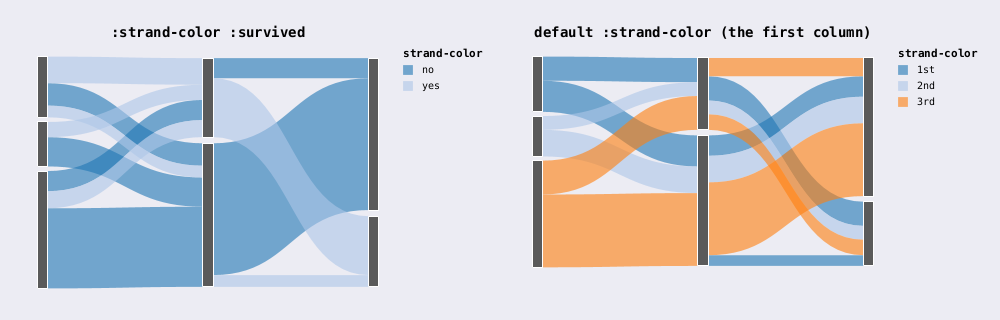 :strand-color :survived
strand-color
no
yes
default :strand-color (the first column)
strand-color
1st
2nd
3rd